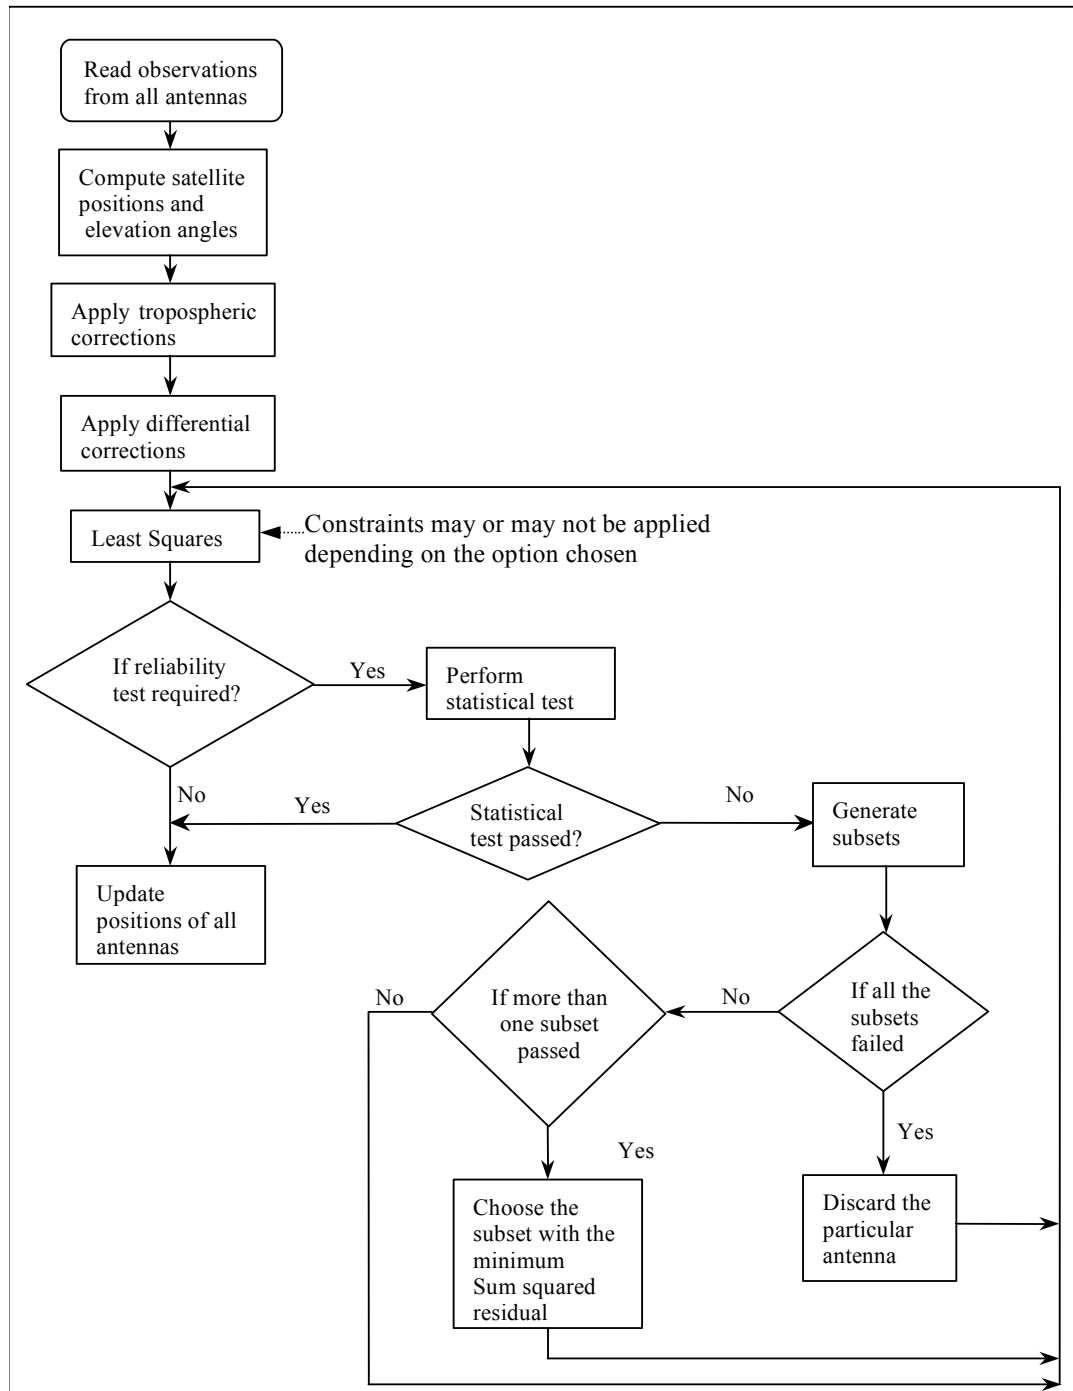 Read observations
from all antennas
Compute satellite
positions and
elevation angles
Apply tropospheric
corrections
Apply differential
corrections
Least Squares
Constraints may or may not be applied
depending on the option chosen
If reliability
test required?
Yes
Perform
statistical test
No
Yes
Statistical
test passed?
No
Generate
subsets
Update
positions of all
antennas
No
If more than
one subset
passed
No
If all the
subsets
failed
Yes
Yes
Choose the
subset with the
minimum
Sum squared
residual
Discard the
particular
antenna